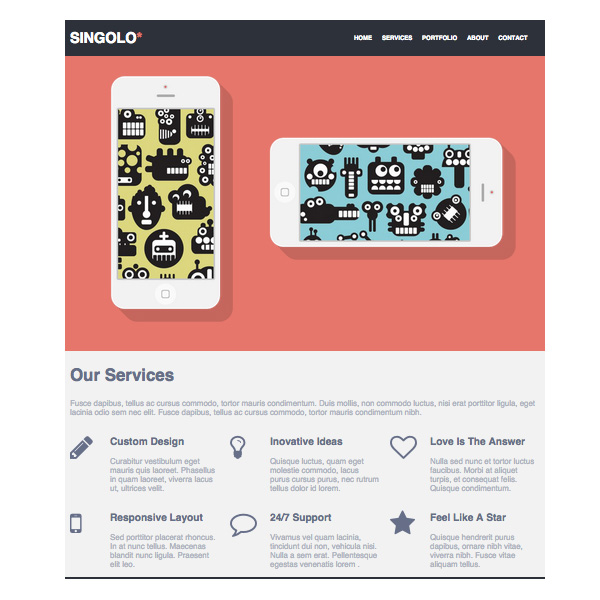 SINGOLO*
HOME SERVICES PORTFOLIO ABOUT CONTACT
Our Services
Fusce dapibus, tellus ac cursus commodo, tortor mauris condimentum. Duis mollis, non commodo luctus, nisi erat porttitor ligula, eget
lacinia odio sem nec elit. Fusce dapibus, tellus ac cursus commodo, tortor mauris condimentum nibh.
Custom Design
Curabitur vestibulum eget
mauris quis laoreet. Phasellus
in quam laoreet, viverra lacus
ut, ultrices velit.
Inovative Ideas
Quisque luctus, quam eget
molestie commodo, lacus
purus cursus purus, nec rutrum
tellus dolor id lorem.
Love Is The Answer
Nulla sed nunc et tortor luctus
faucibus. Morbi at aliquet
turpis, et consequat felis.
Quisque condimentum.
Responsive Layout
Sed porttitor placerat rhoncus.
In at nunc tellus. Maecenas
blandit nunc ligula. Praesent
elit leo.
24/7 Support
Vivamus vel quam lacinia,
tincidunt dui non, vehicula nisi.
Nulla a sem erat. Pellentesque
egestas venenatis lorem .
Feel Like A Star
Quisque hendrerit purus
dapibus, ornare nibh vitae,
viverra nibh. Fusce vitae
aliquam tellus.